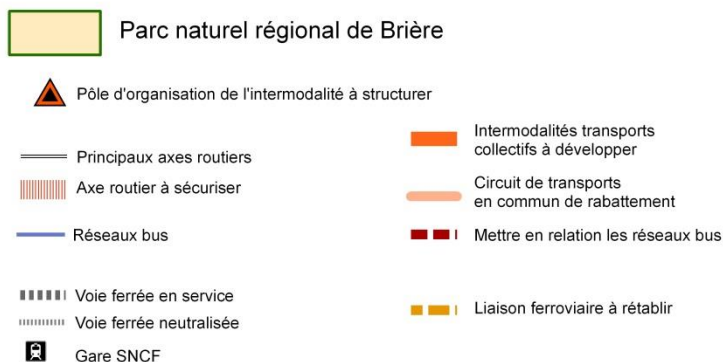 Parc naturel régional de Brière
Pôle d'organisation de l'intermodalité à structurer
Principaux axes routiers
Axe routier à sécuriser
Réseaux bus
Voie ferrée en service
Voie ferrée neutralisée
Gare SNCF
Intermodalités transports
collectifs à développer
Circuit de transports
en commun de rabattement
Mettre en relation les réseaux bus
Liaison ferroviaire à rétablir